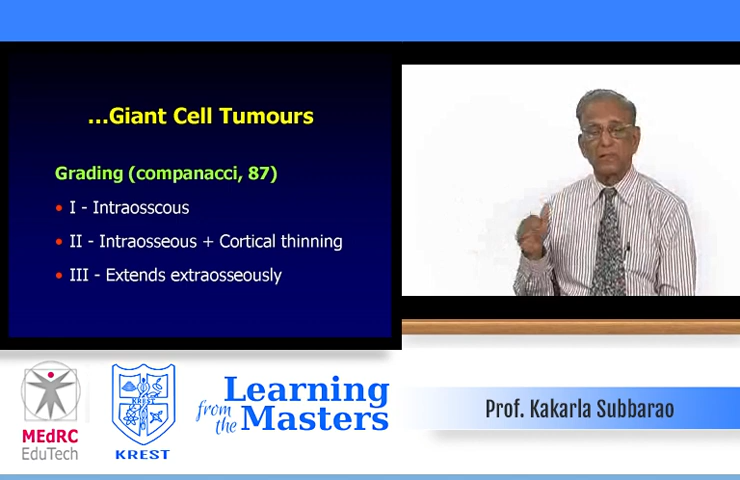 ...Giant Cell Tumours
Grading (companacci, 87)
• I - Intraosscous
• II - Intraosseous + Cortical thinning
• III - Extends extraosseously
MEdRC
EduTech
KREST
KREST
Learning
from the
Masters
Prof. Kakarla Subbarao